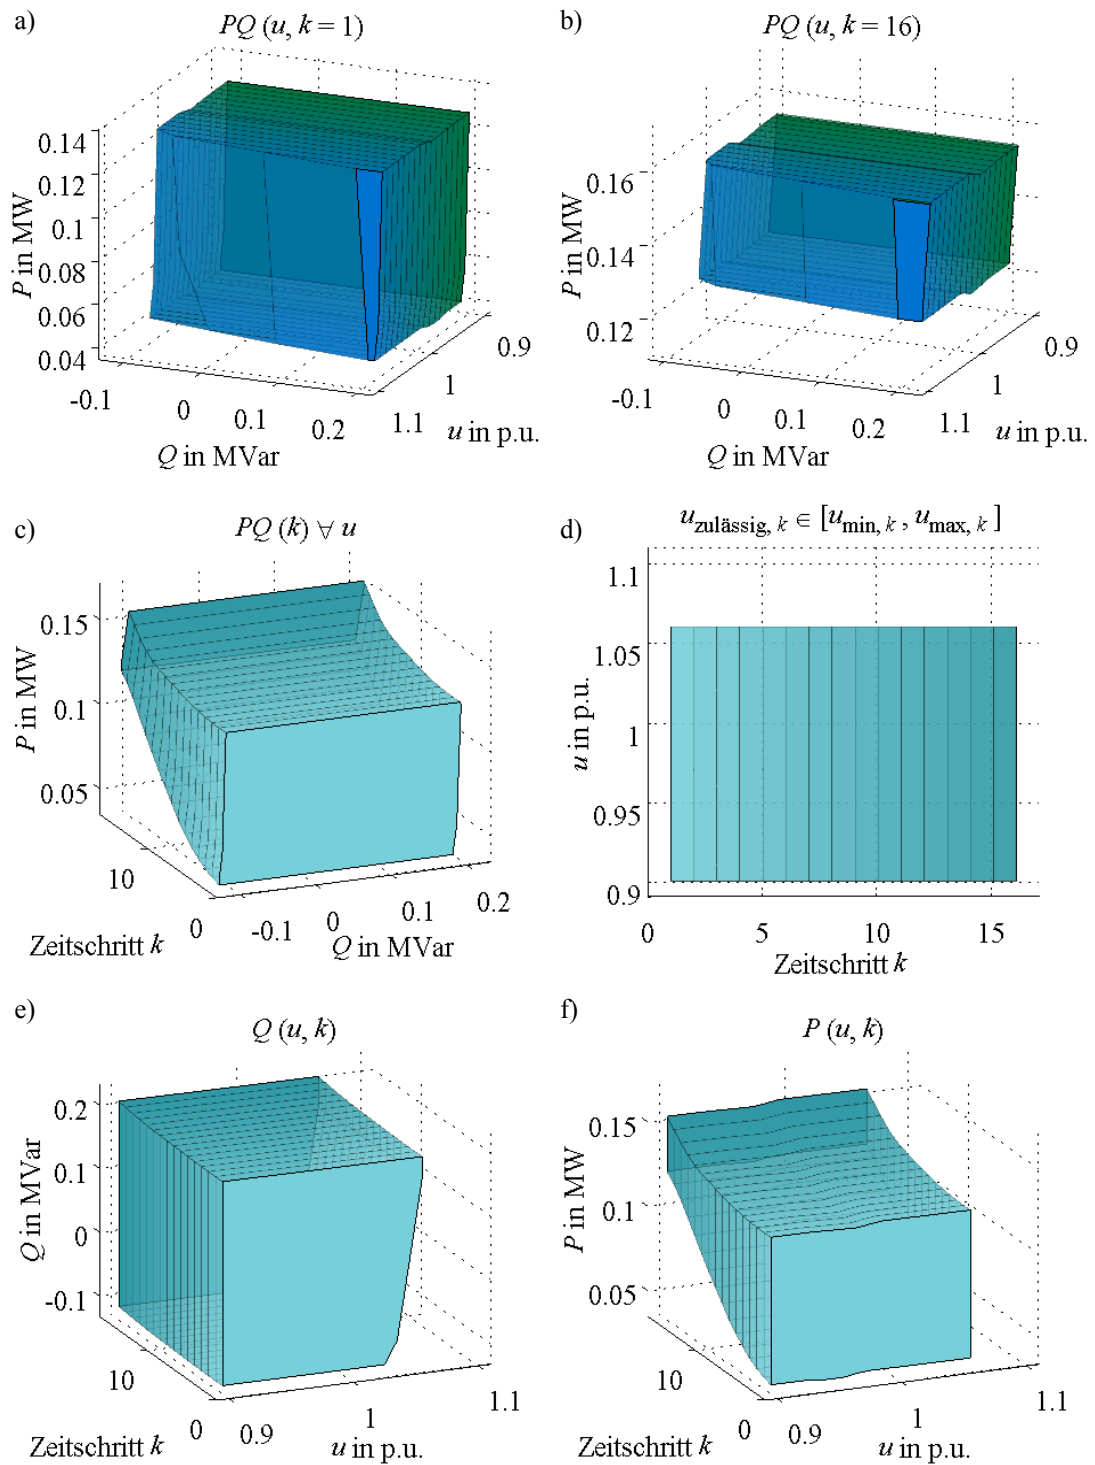 a)
PQ (u, k = 1)
0.14
0.12
0.1
0.08
0.06
0.04
P in MW
-0.1
0
0.1
0.2
Q in MVar
1.1
1
0.9
u in p.u.
b)
PQ (u, k = 16)
0.16
0.14
0.12
P in MW
-0.1
0
0.1
0.2
Q in MVar
1.1
1
0.9
u in p.u.
c)
PQ (k) ∀ u
0.15
0.1
0.05
P in MW
10
0
Zeitschritt k
-0.1
0
0.1
0.2
Q in MVar
d)
u zulässig, k ∈ [u min, k , u max, k ]
1.1
1.05
1
0.95
0.9
u in p.u.
0
5
10
15
Zeitschritt k
e)
Q (u, k)
0.2
0.1
0
-0.1
Q in MVar
10
0
Zeitschritt k
0.9
1
1.1
u in p.u.
f)
P (u, k)
0.15
0.1
0.05
P in MW
10
0
Zeitschritt k
0.9
1
1.1
u in p.u.